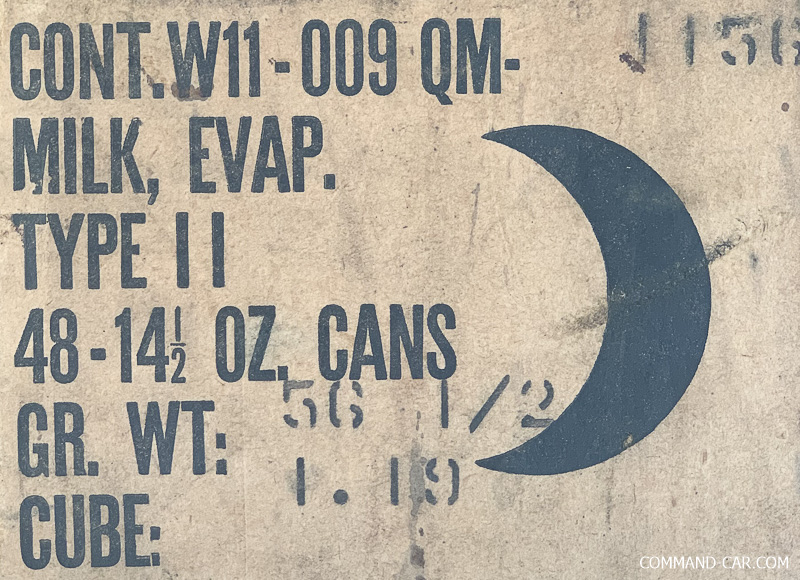 CONT.W11-009 QM-
1156
MILK, EVAP.
TYPE II
48-14½ OZ. CANS
GR. WT: 56 1/2
CUBE: 1.19
COMMAND-CAR.COM